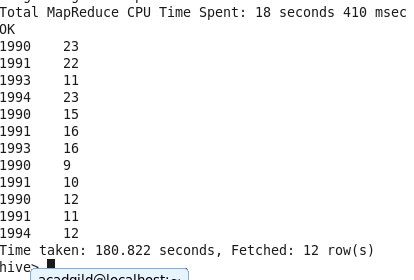 Total MapReduce CPU Time Spent: 18 seconds 410 msec
OK
1990 23
1991 22
1993 11
1994 23
1990 15
1991 16
1993 16
1990 9
1991 10
1990 12
1991 11
1994 12
Time taken: 180.822 seconds, Fetched: 12 row(s)
hive>
acadgild@localhost:~